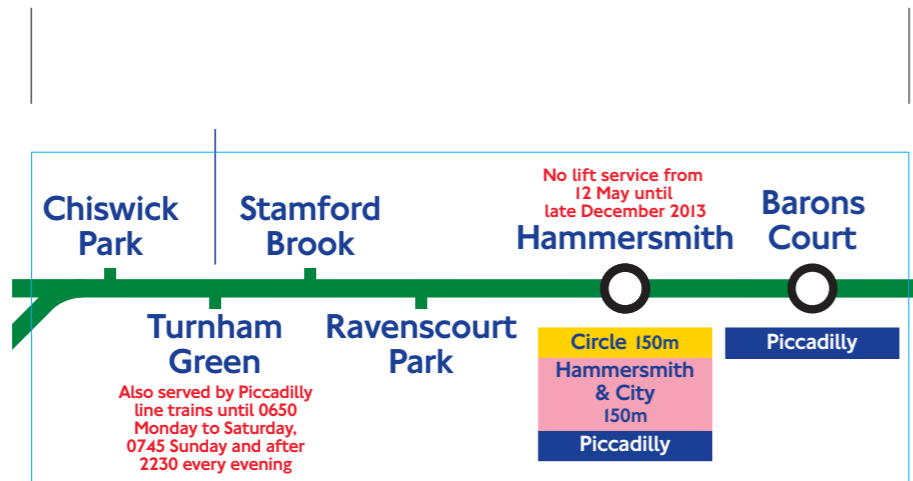 Chiswick
Park
Turnham
Green
Also served by Piccadilly
line trains until 0650
Monday to Saturday,
0745 Sunday and after
2230 every evening
Stamford
Brook
Ravenscourt
Park
No lift service from
12 May until
late December 2013
Hammersmith
Circle 150m
Hammersmith
& City
150m
Piccadilly
Barons
Court
Piccadilly